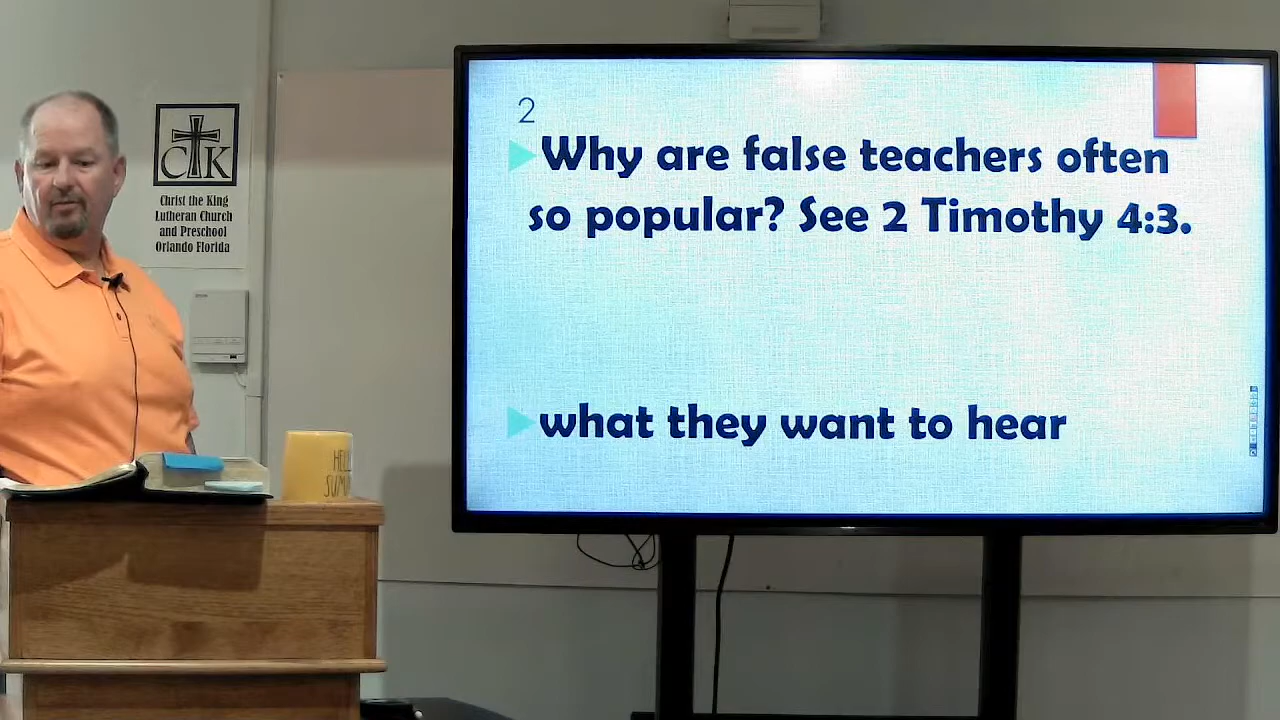 CTK
Christ the King
Lutheran Church
and Preschool
Orlando Florida
2
Why are false teachers often
so popular? See 2 Timothy 4:3.
what they want to hear